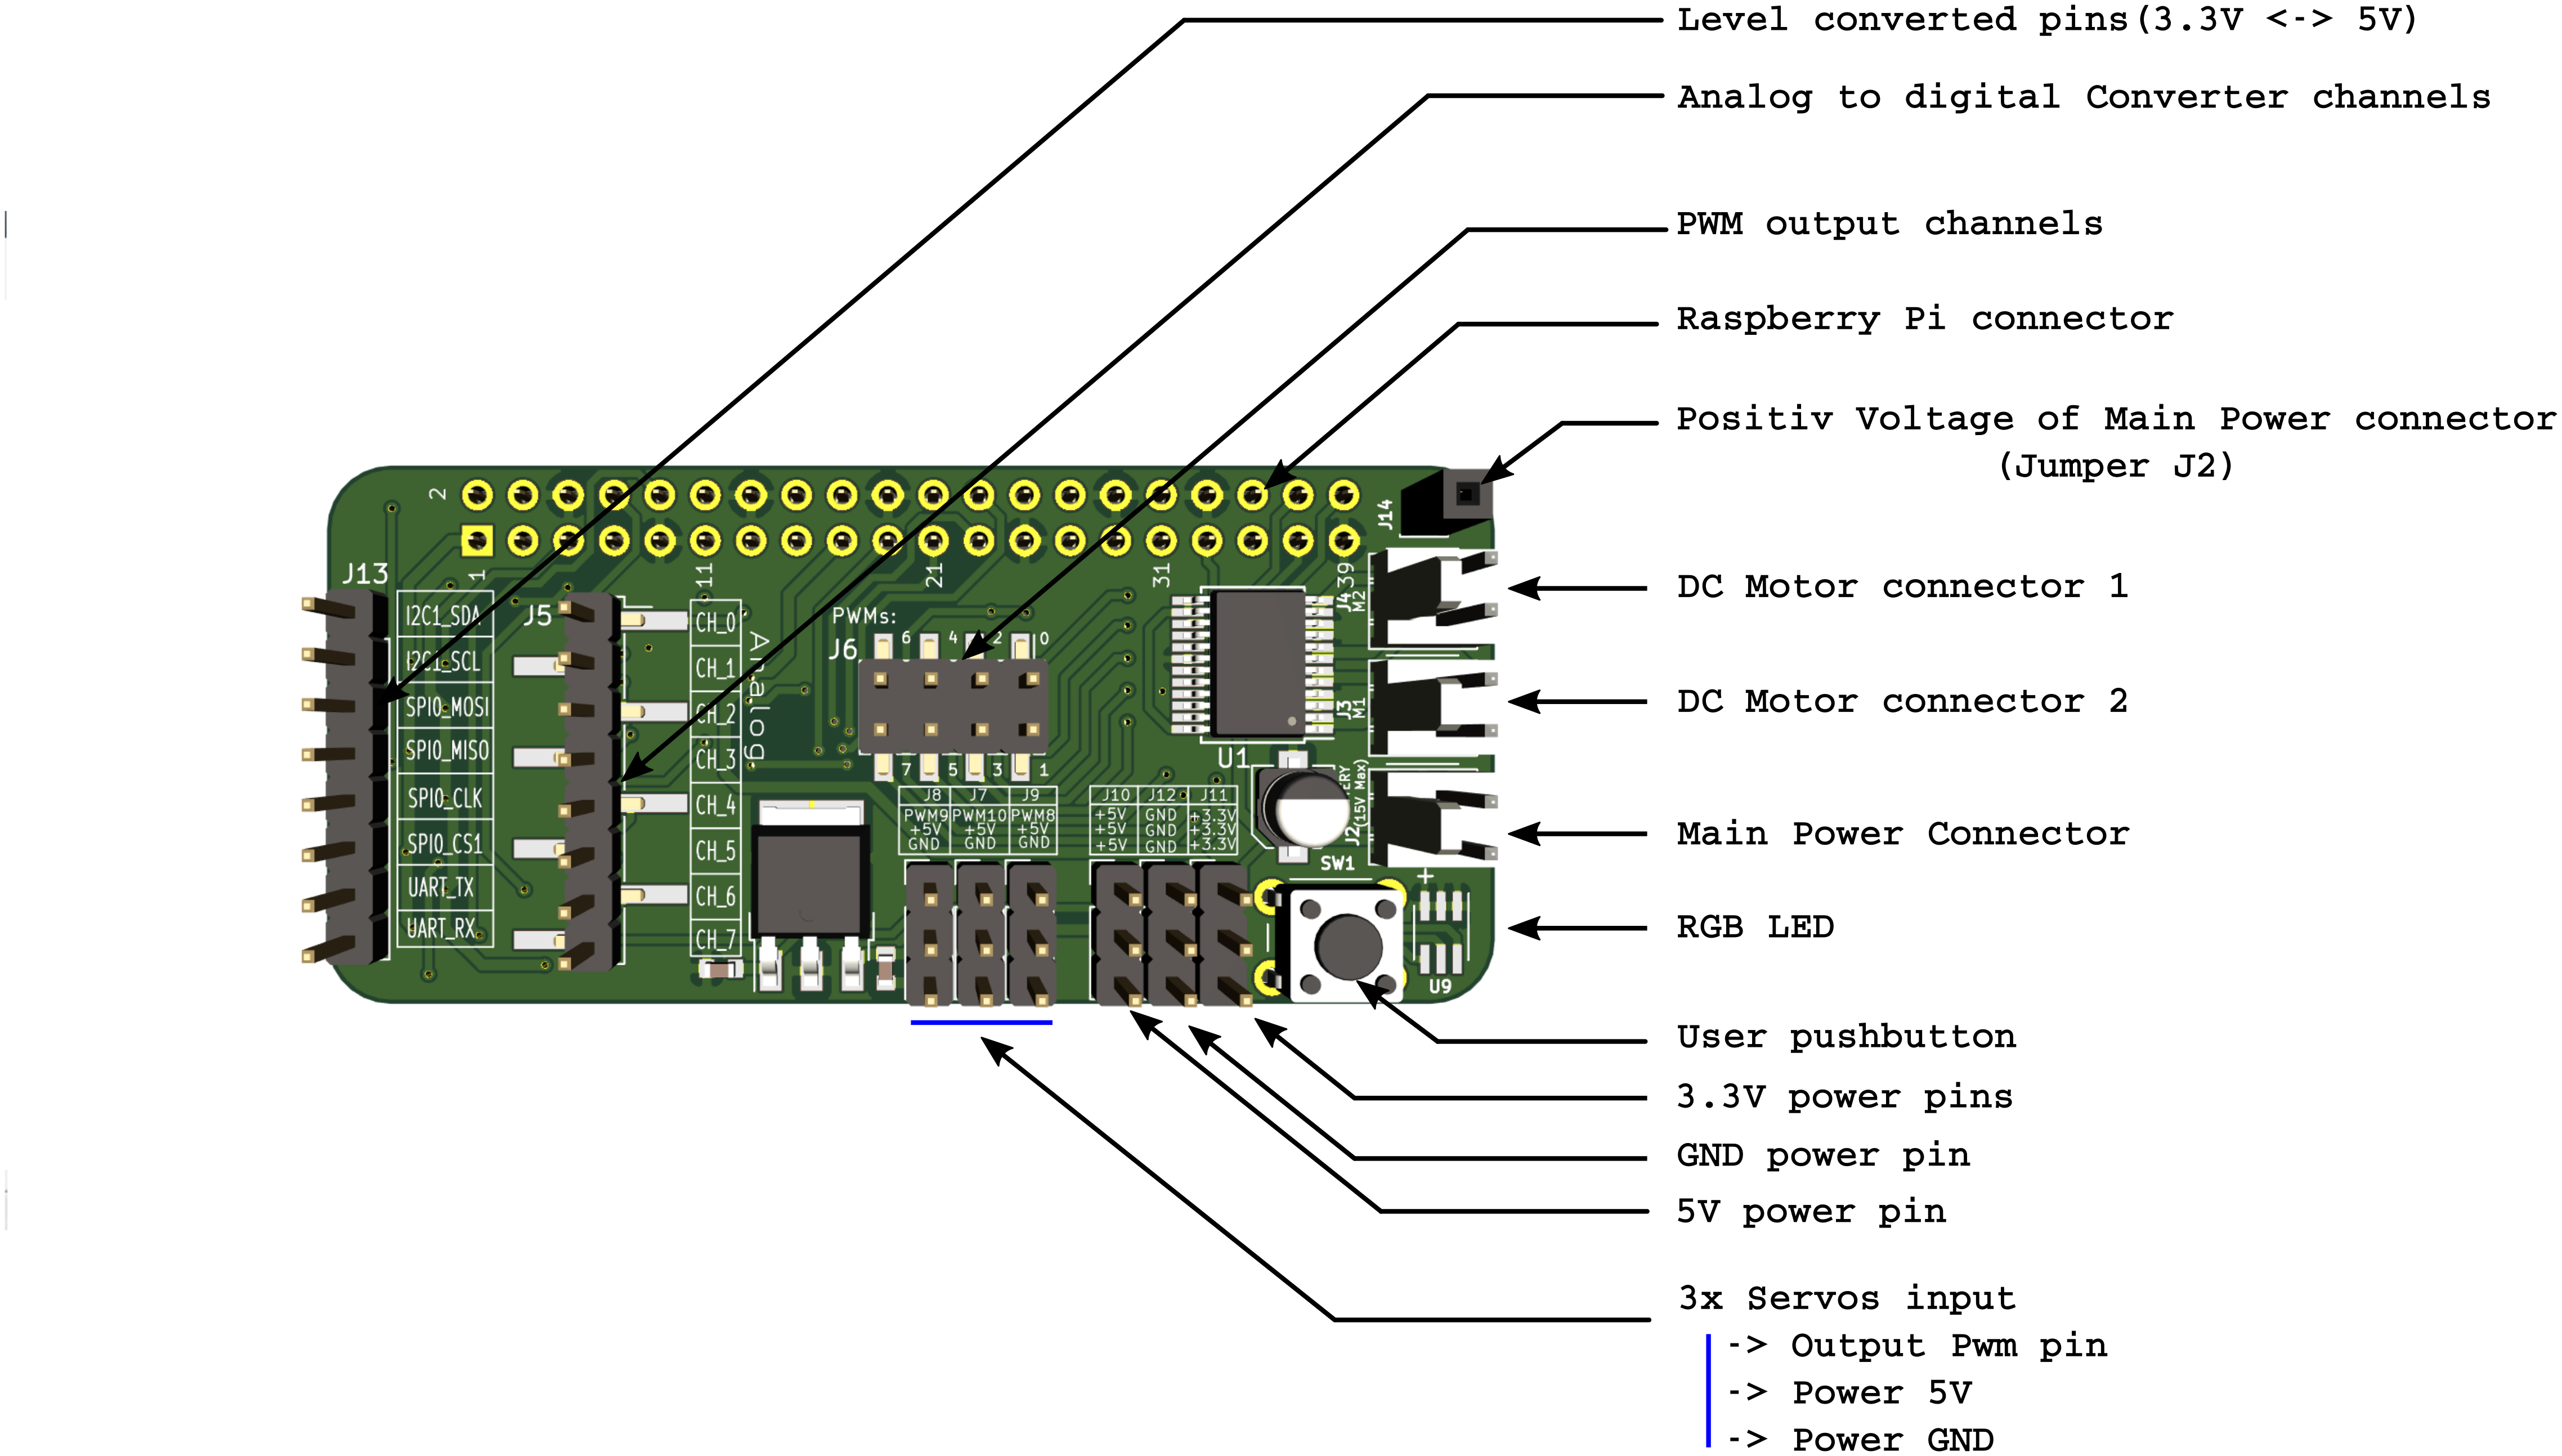 Level converted pins(3.3V <-> 5V)
Analog to digital Converter channels
PWM output channels
Raspberry Pi connector
Positiv Voltage of Main Power connector
(Jumper J2)
DC Motor connector 1
DC Motor connector 2
Main Power Connector
RGB LED
User pushbutton
3.3V power pins
GND power pin
5V power pin
3x Servos input
-> Output Pwm pin
-> Power 5V
-> Power GND
2
1
11
21
31
39
J14
J13
I2C1_SDA
I2C1_SCL
SPI0_MOSI
SPI0_MISO
SPI0_CLK
SPI0_CS1
UART_TX
UART_RX
J5
CH_0
CH_1
CH_2
CH_3
CH_4
CH_5
CH_6
CH_7
Analog
PWMs:
J6
6 4 2 0
7 5 3 1
J8 J7 J9
PWM9 PWM10 PWM8
+5V +5V +5V
GND GND GND
J10 J12 J11
+5V GND +3.3V
+5V GND +3.3V
+5V GND +3.3V
U1
J4
M2
J3
M1
J2
(15V Max)
SW1
+
U9